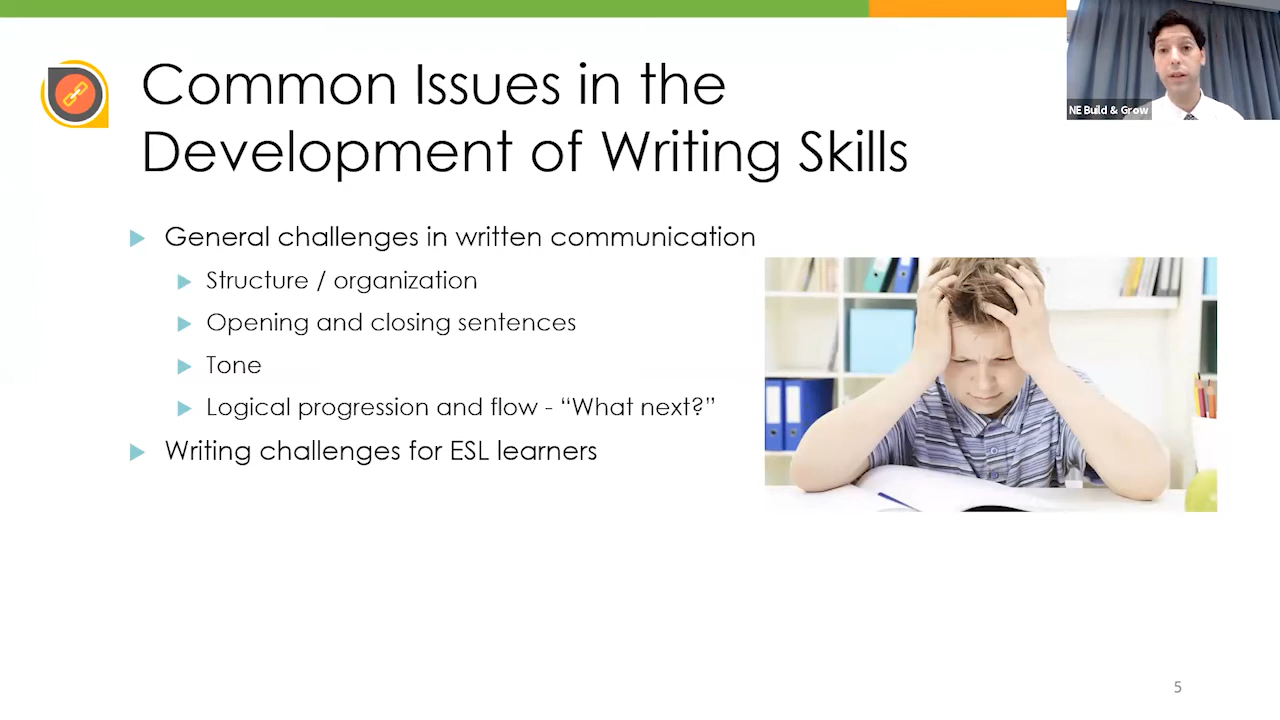 Common Issues in the
Development of Writing Skills
NE Build & Grow
General challenges in written communication
Structure / organization
Opening and closing sentences
Tone
Logical progression and flow - “What next?”
Writing challenges for ESL learners
5